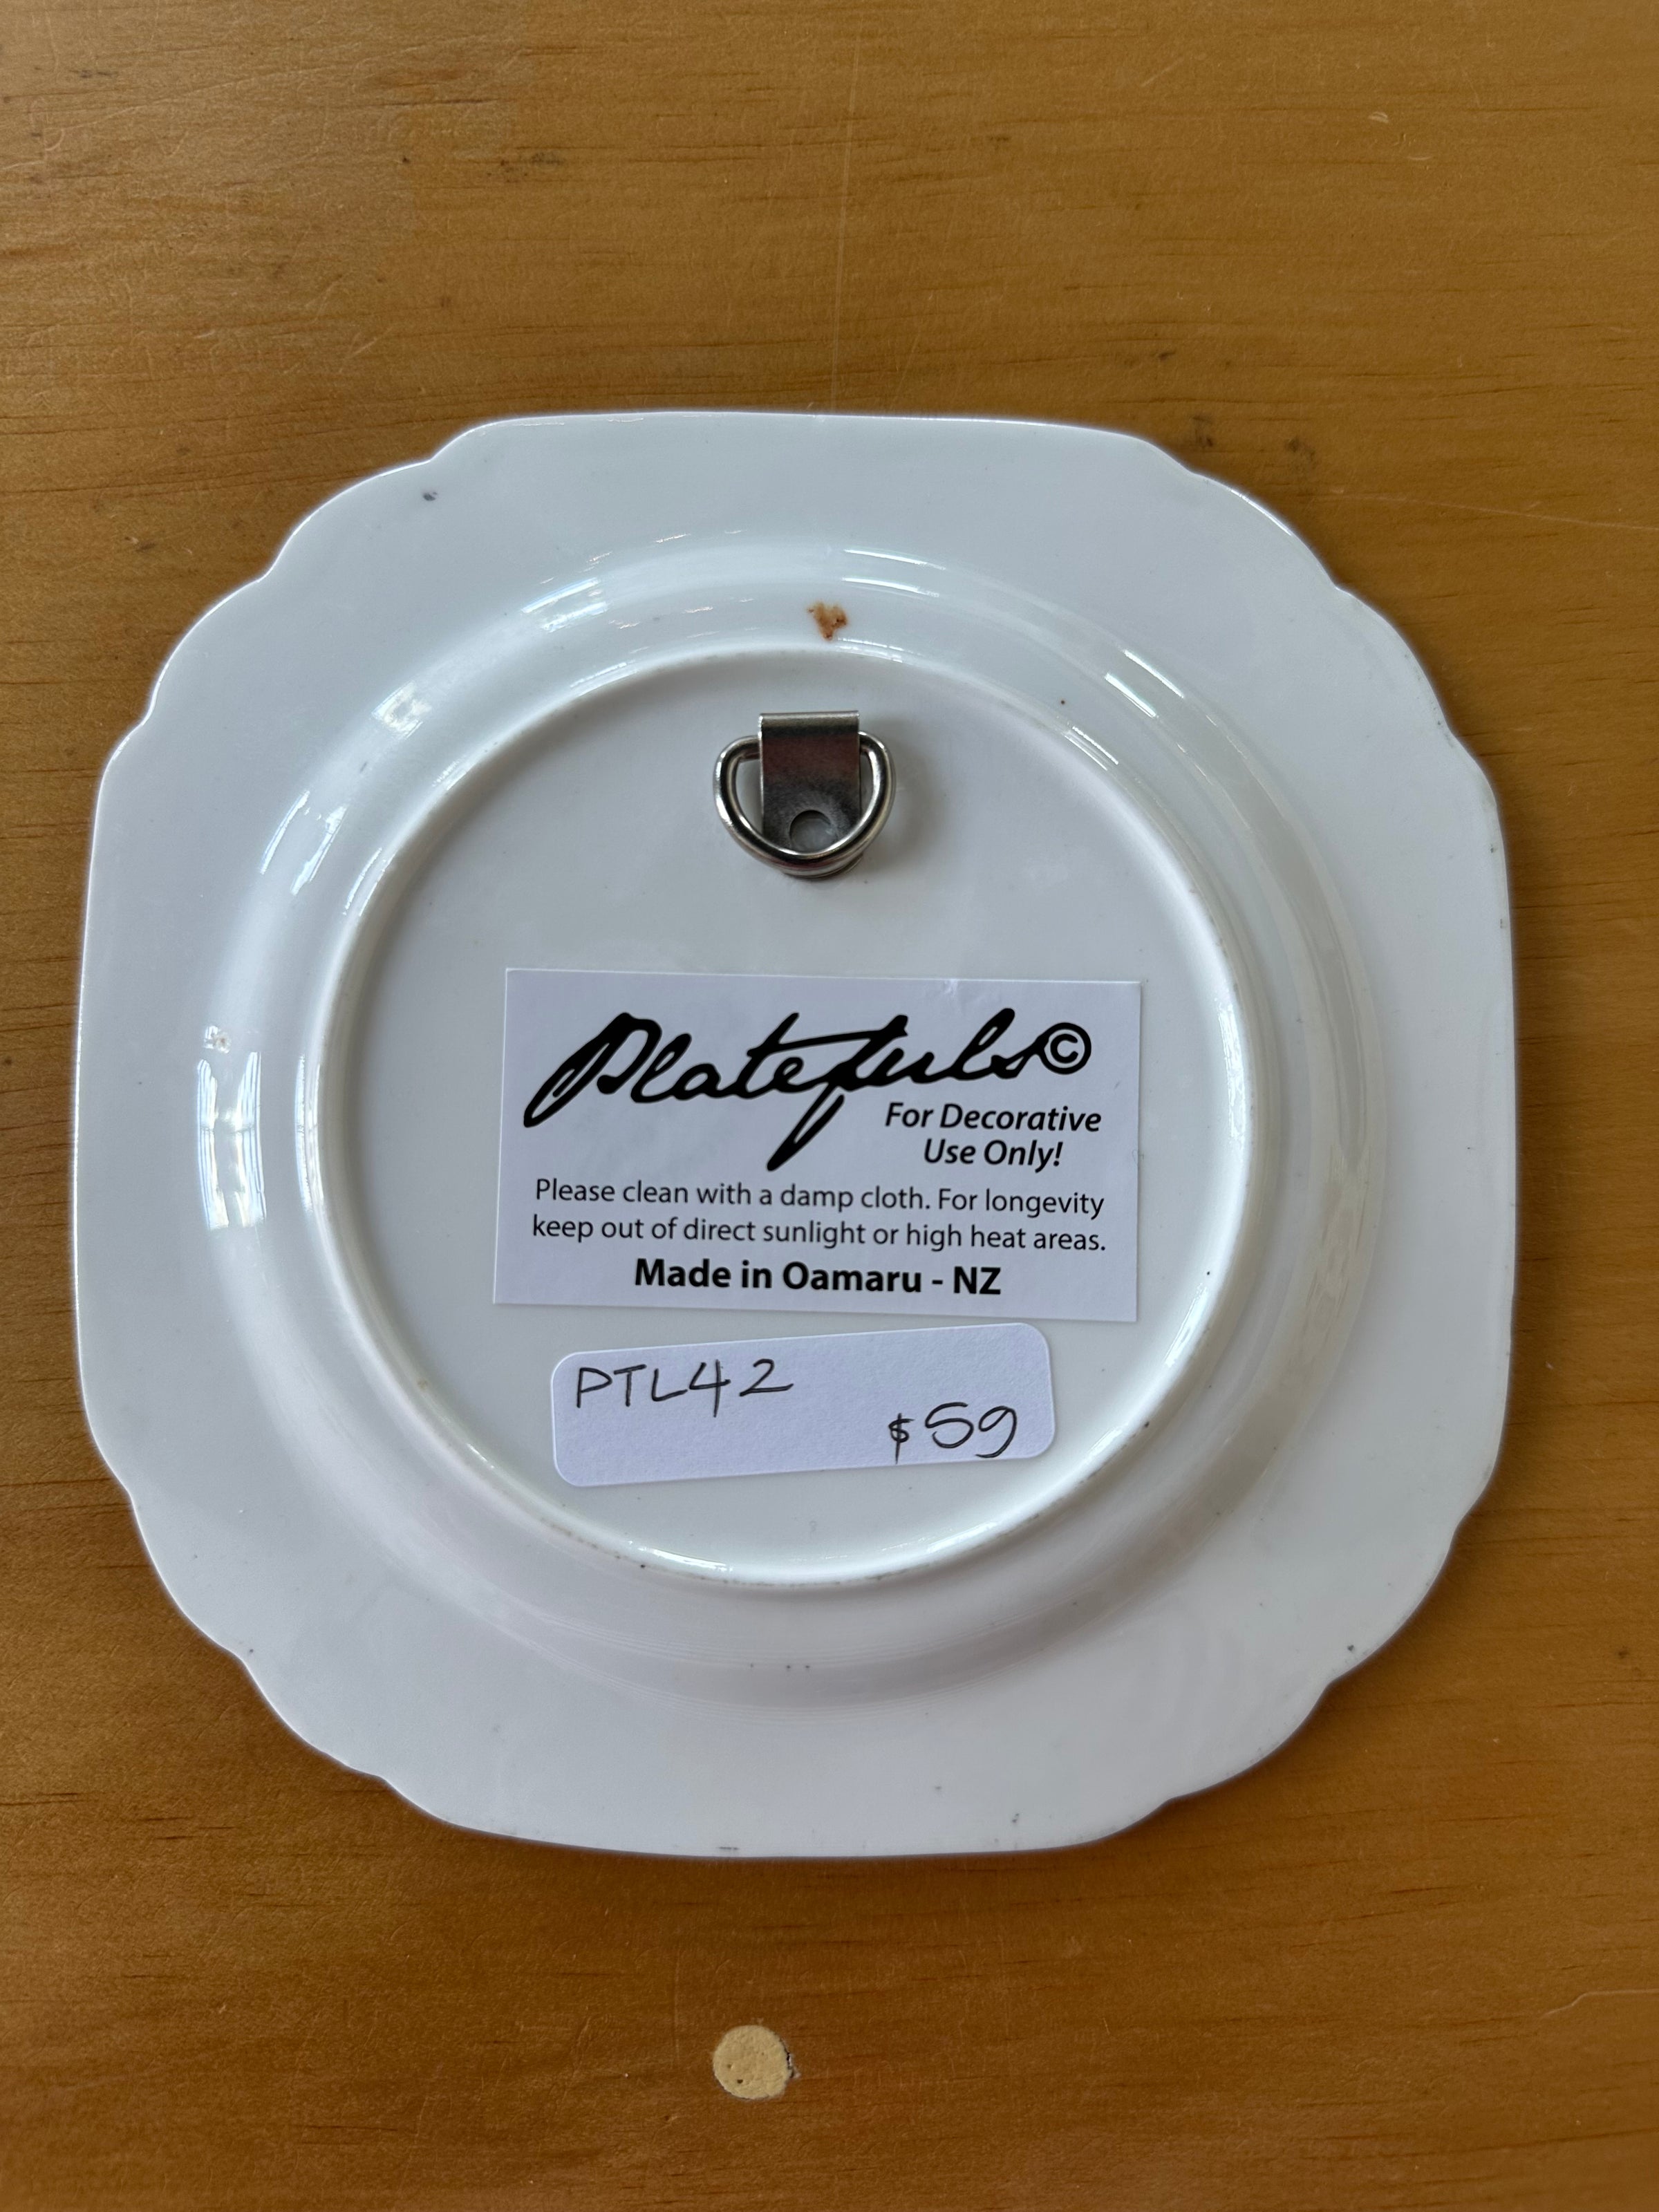 Platefuls©
For Decorative
Use Only!
Please clean with a damp cloth. For longevity
keep out of direct sunlight or high heat areas.
Made in Oamaru - NZ
PTL42
$59